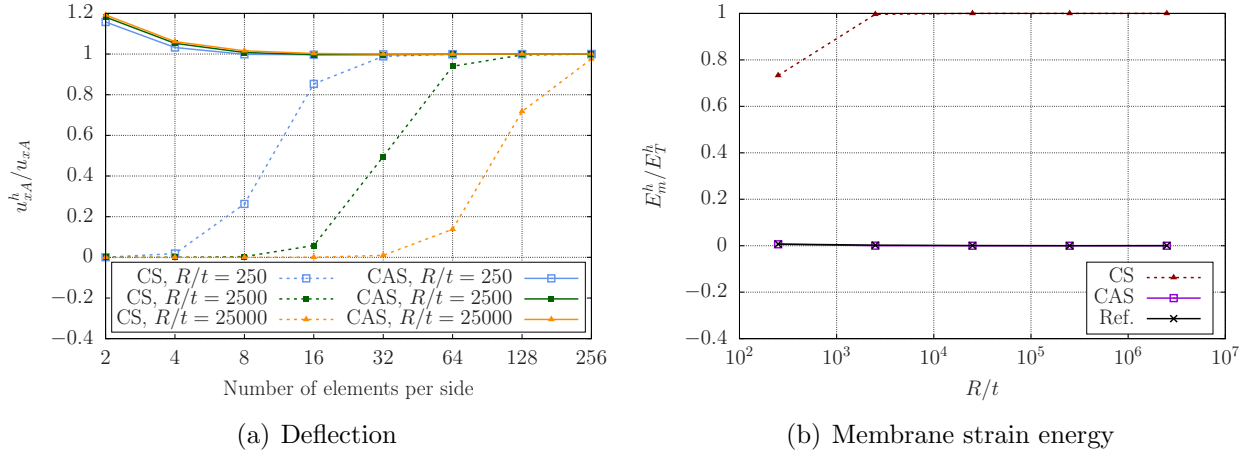 1.2
1
0.8
0.6
0.4
0.2
0
−0.2
−0.4
u^h_{xA}/u_{xA}
CS, R/t = 250
CS, R/t = 2500
CS, R/t = 25000
CAS, R/t = 250
CAS, R/t = 2500
CAS, R/t = 25000
2 4 8 16 32 64 128 256
Number of elements per side
(a) Deflection
1
0.8
0.6
0.4
0.2
0
−0.2
−0.4
E^h_m/E^h_T
CS
CAS
Ref.
10^2 10^3 10^4 10^5 10^6 10^7
R/t
(b) Membrane strain energy